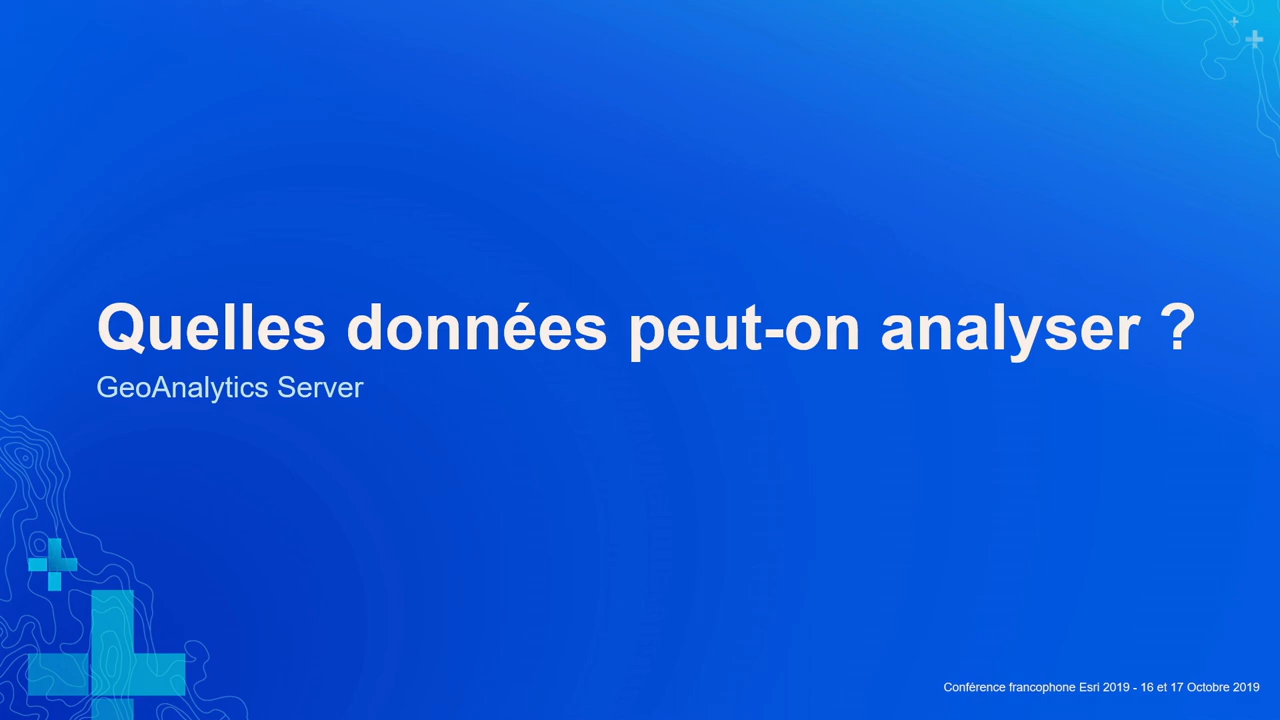 Quelles données peut-on analyser ?
GeoAnalytics Server
Conférence francophone Esri 2019 - 16 et 17 Octobre 2019